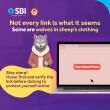 SBI
Not every link is what it seems
Some are wolves in sheep's clothing
Stay sharp!
Hover first and verify the
link before clicking to
protect yourself online